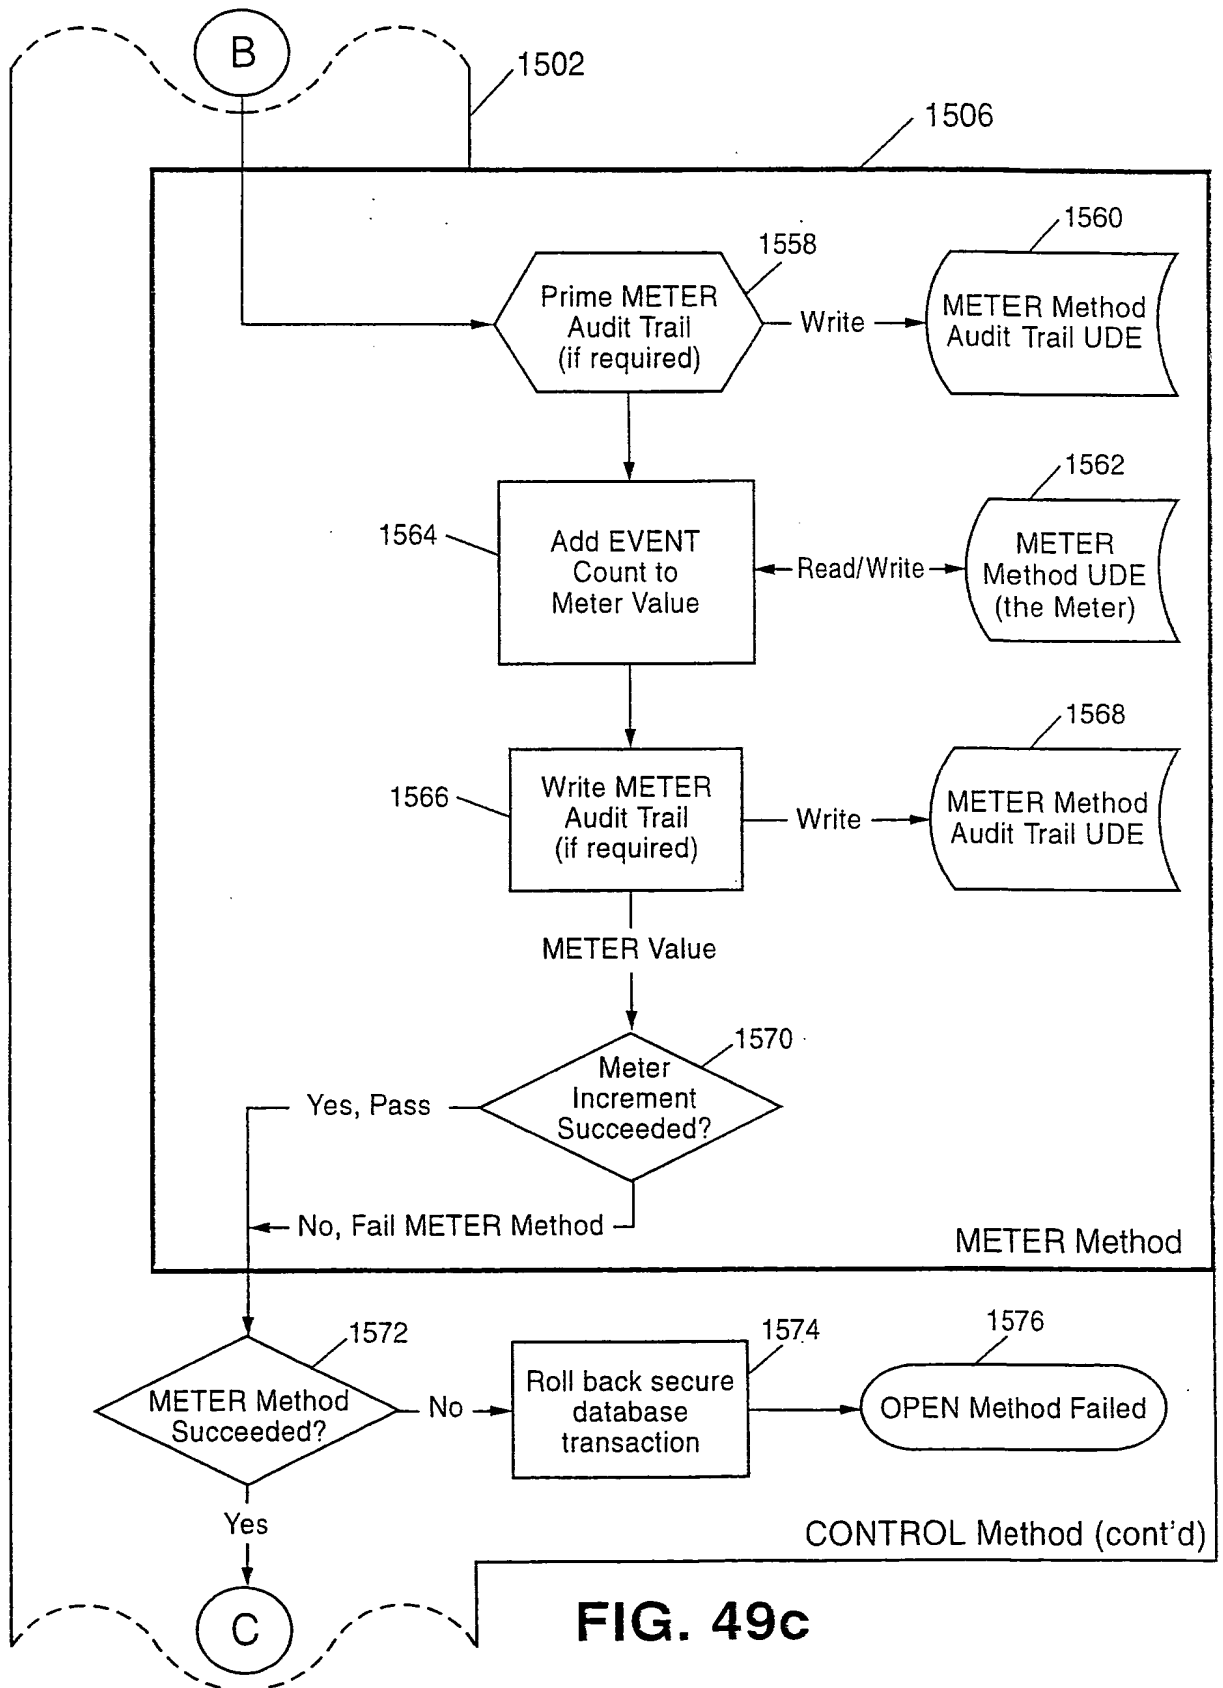 B
1502
1506
1558
Prime METER
Audit Trail
(if required)
Write
1560
METER Method
Audit Trail UDE
1564
Add EVENT
Count to
Meter Value
Read/Write
1562
METER
Method UDE
(the Meter)
1566
Write METER
Audit Trail
(if required)
Write
1568
METER Method
Audit Trail UDE
METER Value
1570
Meter
Increment
Succeeded?
Yes, Pass
No, Fail METER Method
METER Method
1572
METER Method
Succeeded?
No
1574
Roll back secure
database
transaction
1576
OPEN Method Failed
Yes
CONTROL Method (cont'd)
C
FIG. 49c